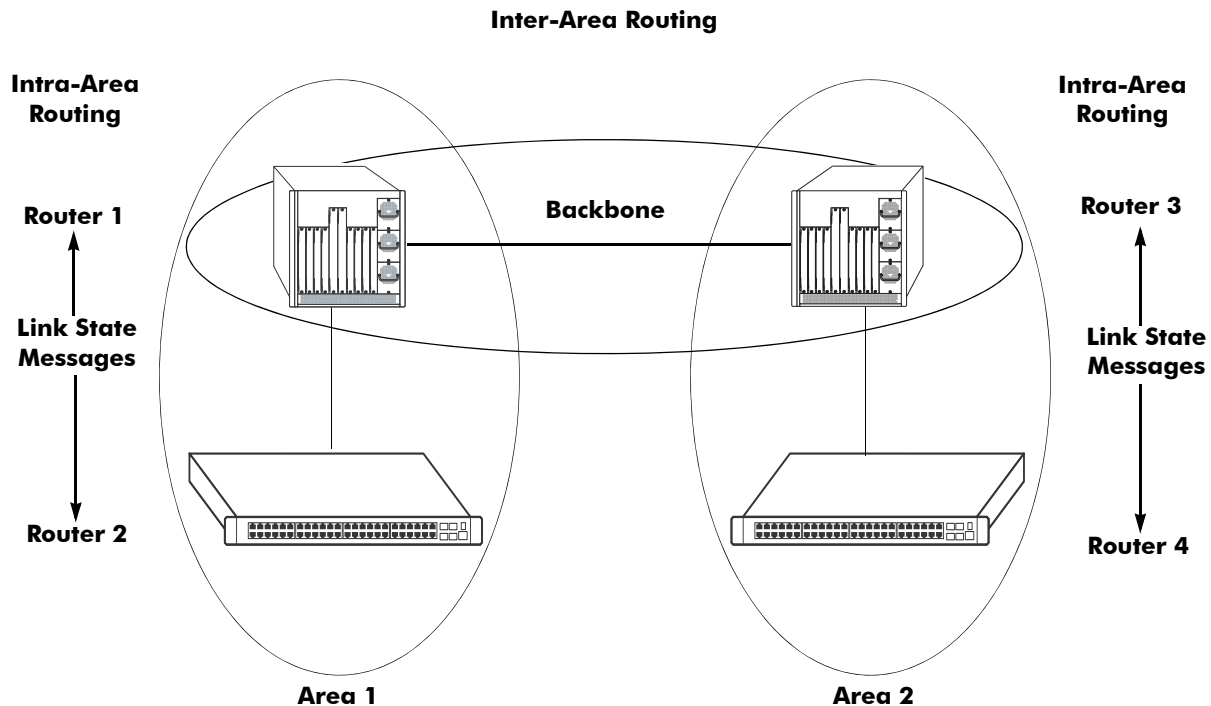 Inter-Area Routing
Intra-Area
Routing
Intra-Area
Routing
Router 1
Backbone
Router 3
Link State
Messages
Link State
Messages
Router 2
Router 4
Area 1
Area 2